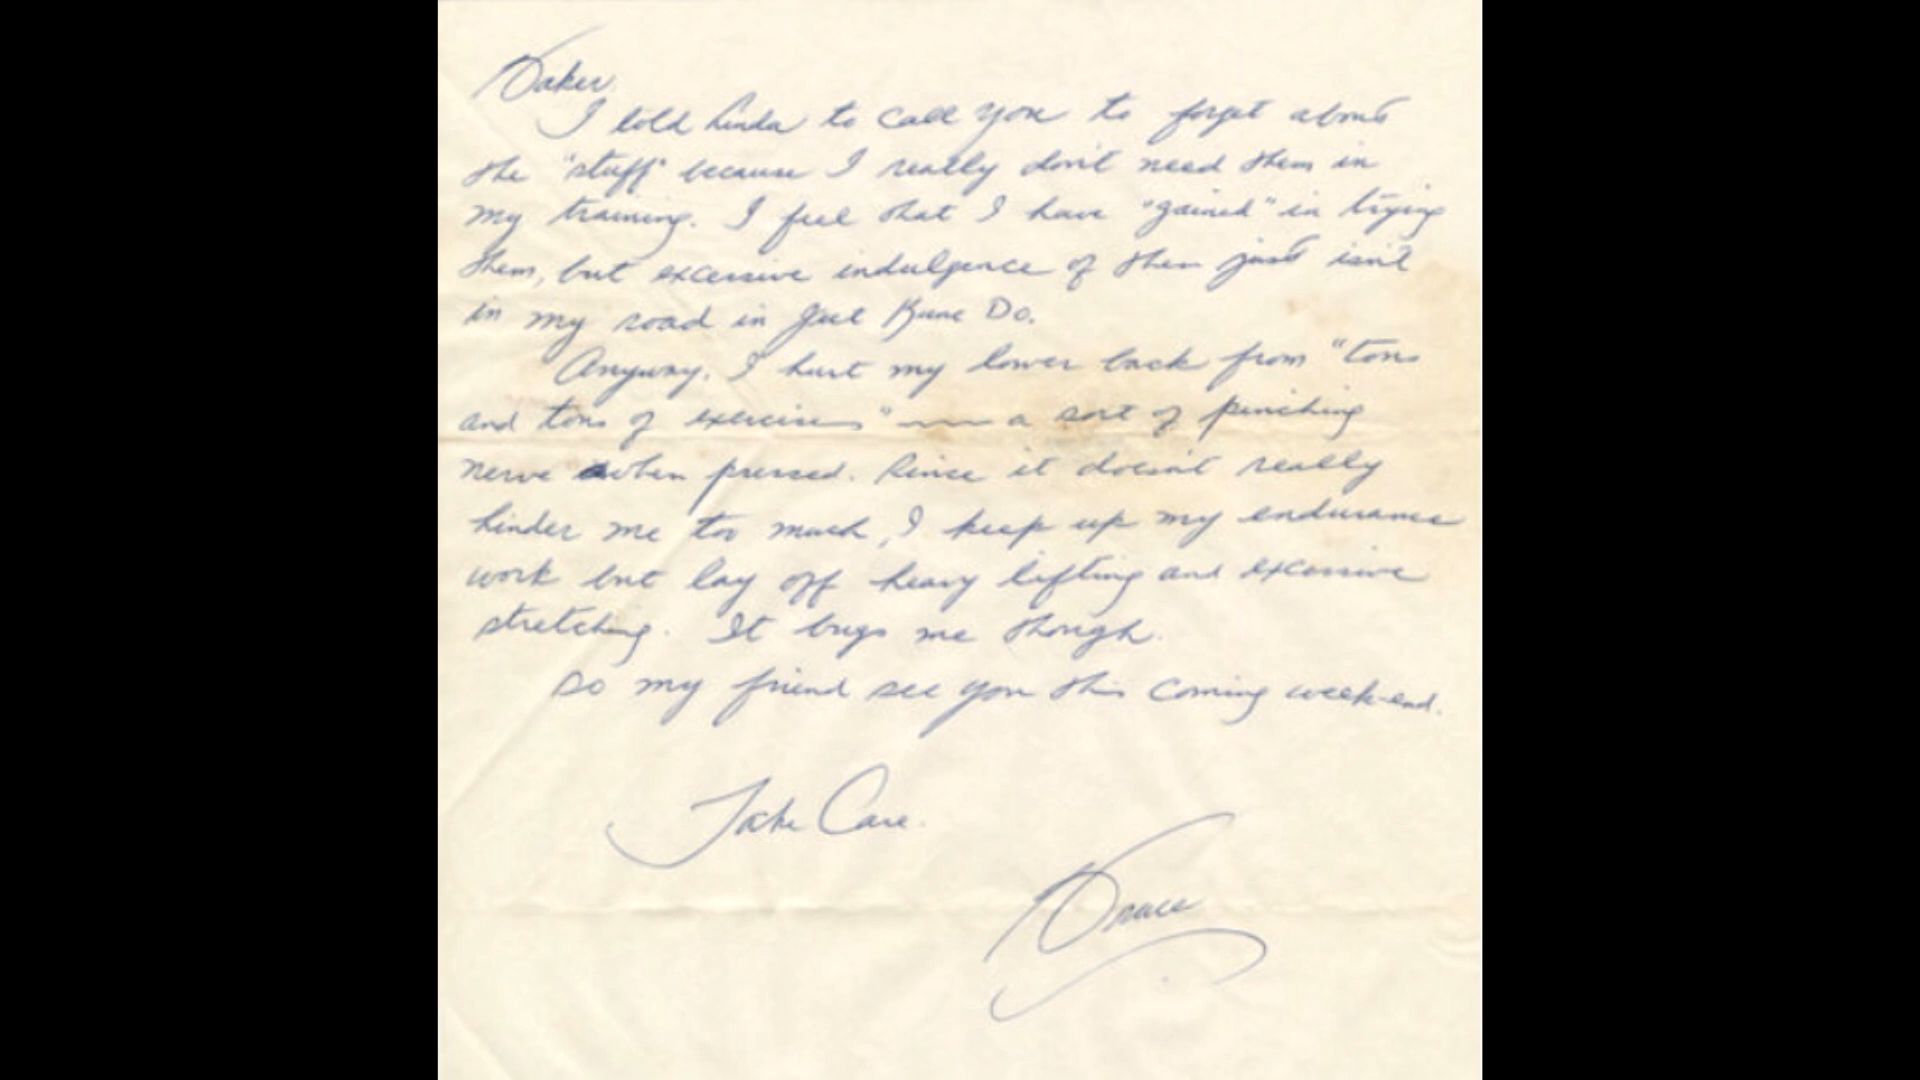 Baker
I told Linda to call you to forget about
the "stuff" because I really don't need them in
my training. I feel that I have "gained" in trying
them, but excessive indulgence of them just isn't
in my road in Jeet Kune Do.
Anyway, I hurt my lower back from "tons
and tons of exercises" — a sort of pinching
nerve when pressed. Since it doesn't really
hinder me too much, I keep up my endurance
work but lay off heavy lifting and excessive
stretching. It bugs me though.
So my friend see you this coming week-end.
Take Care.
Bruce